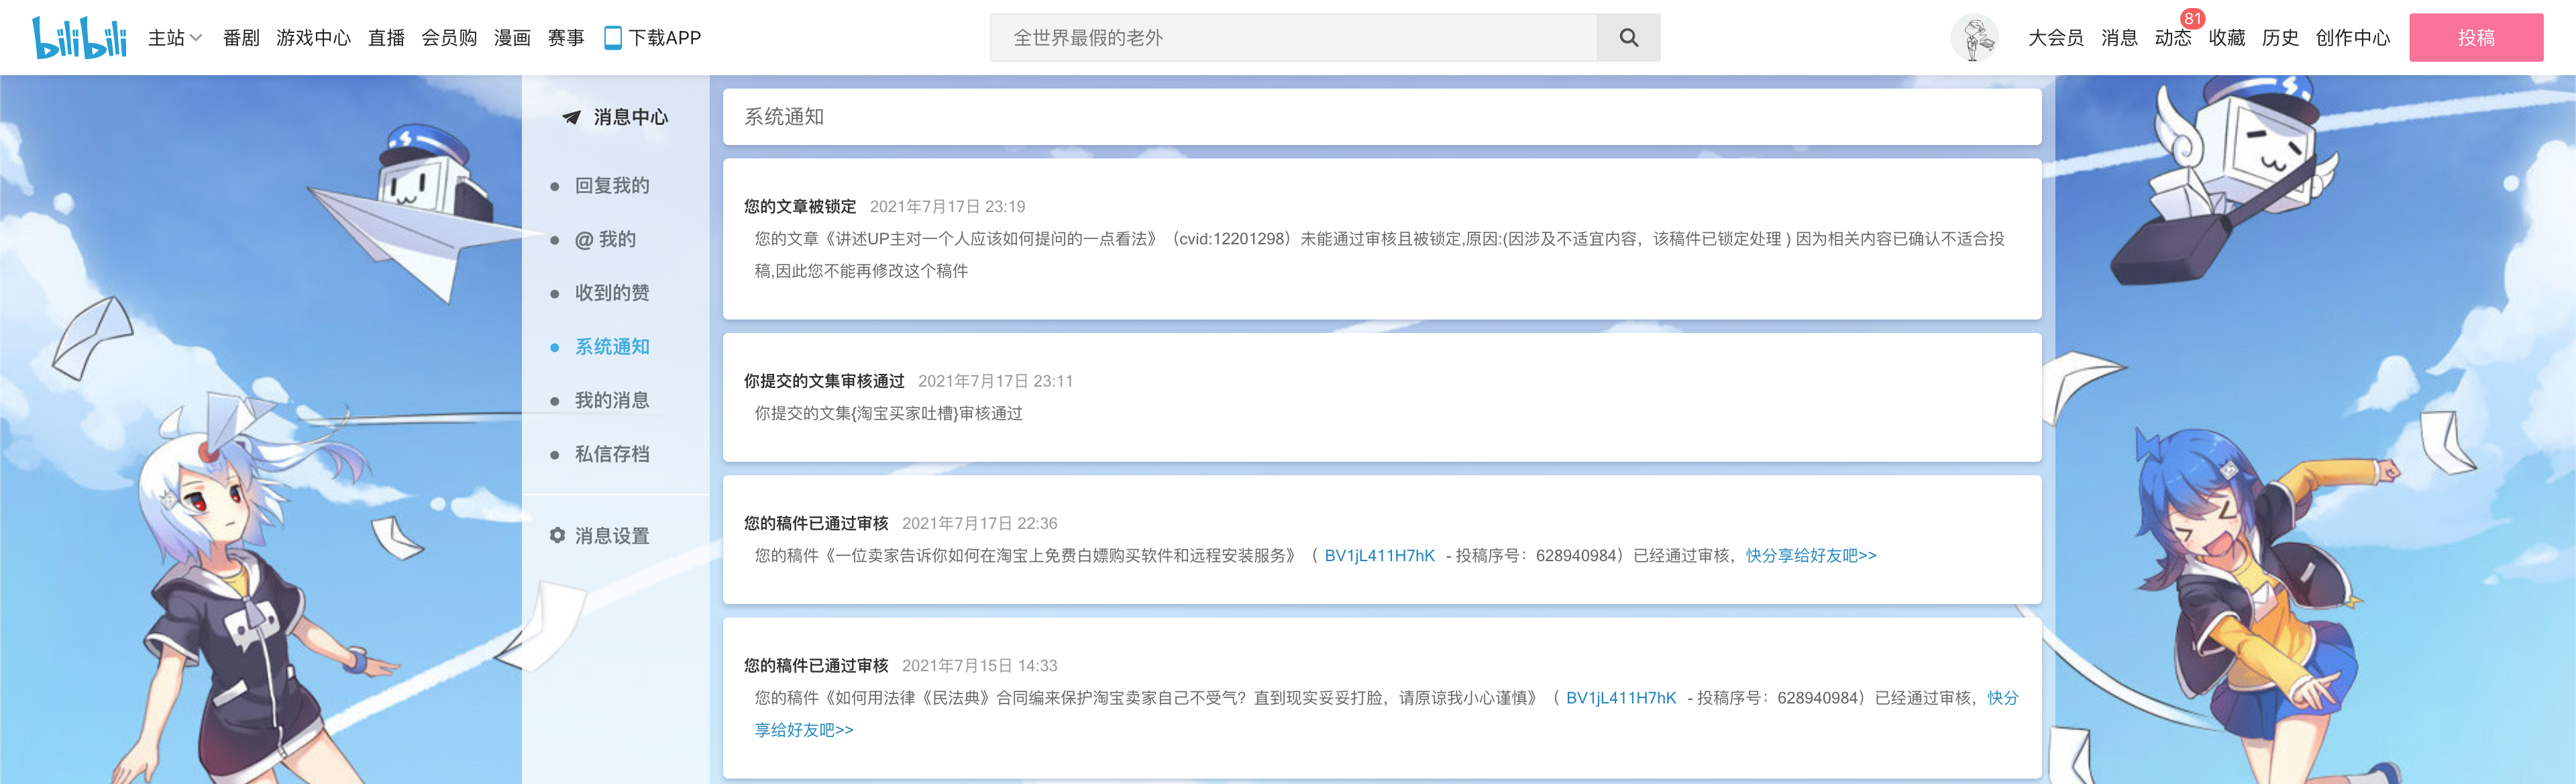 bilibili 主站 番剧 游戏中心 直播 会员购 漫画 赛事 下载APP 全世界最假的老外 大会员 消息 动态 81 收藏 历史 创作中心 投稿
消息中心
回复我的
@ 我的
收到的赞
系统通知
我的消息
私信存档
消息设置
系统通知
您的文章被锁定 2021年7月17日 23:19
您的文章《讲述UP主对一个人应该如何提问的一点看法》（cvid:12201298）未能通过审核且被锁定,原因:(因涉及不适宜内容，该稿件已锁定处理 ) 因为相关内容已确认不适合投
稿,因此您不能再修改这个稿件
你提交的文集审核通过 2021年7月17日 23:11
你提交的文集{淘宝买家吐槽}审核通过
您的稿件已通过审核 2021年7月17日 22:36
您的稿件《一位卖家告诉你如何在淘宝上免费白嫖购买软件和远程安装服务》（ BV1jL411H7hK - 投稿序号：628940984）已经通过审核，快分享给好友吧>>
您的稿件已通过审核 2021年7月15日 14:33
您的稿件《如何用法律《民法典》合同编来保护淘宝卖家自己不受气？直到现实妥妥打脸，请原谅我小心谨慎》（ BV1jL411H7hK - 投稿序号：628940984）已经通过审核，快分
享给好友吧>>